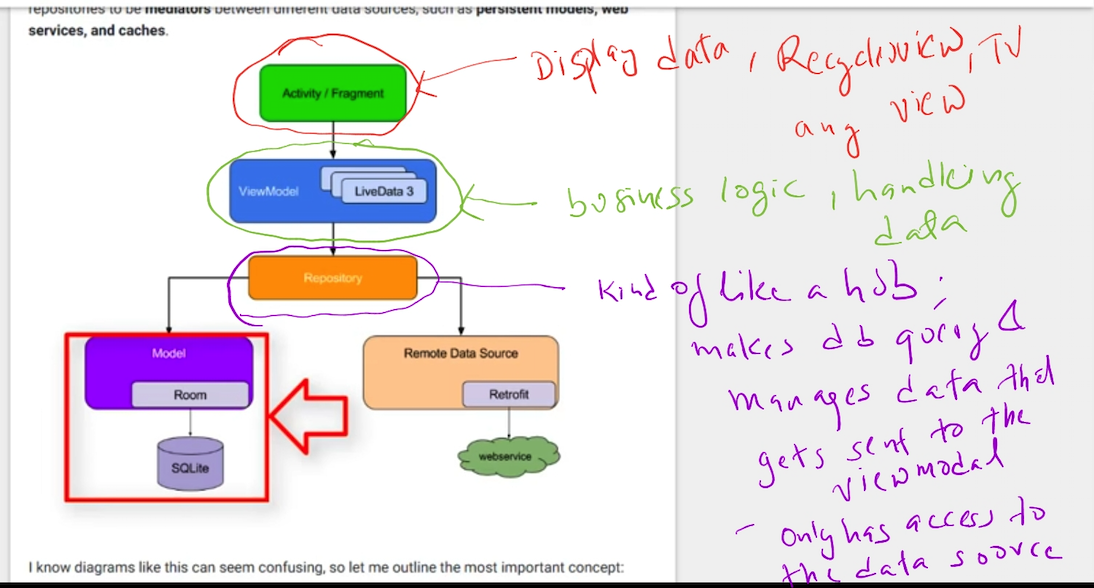 repositories to be mediators between different data sources, such as persistent models, web
services, and caches.
Display data, Recyclerview, TV
any view
Activity / Fragment
ViewModel
LiveData 3
business logic, handleing
data
Repository
Kind of like a hub;
makes db query &
manages data that
gets sent to the
viewmodal
- only has access to
the data source
Model
Room
SQLite
Remote Data Source
Retrofit
webservice
I know diagrams like this can seem confusing, so let me outline the most important concept: